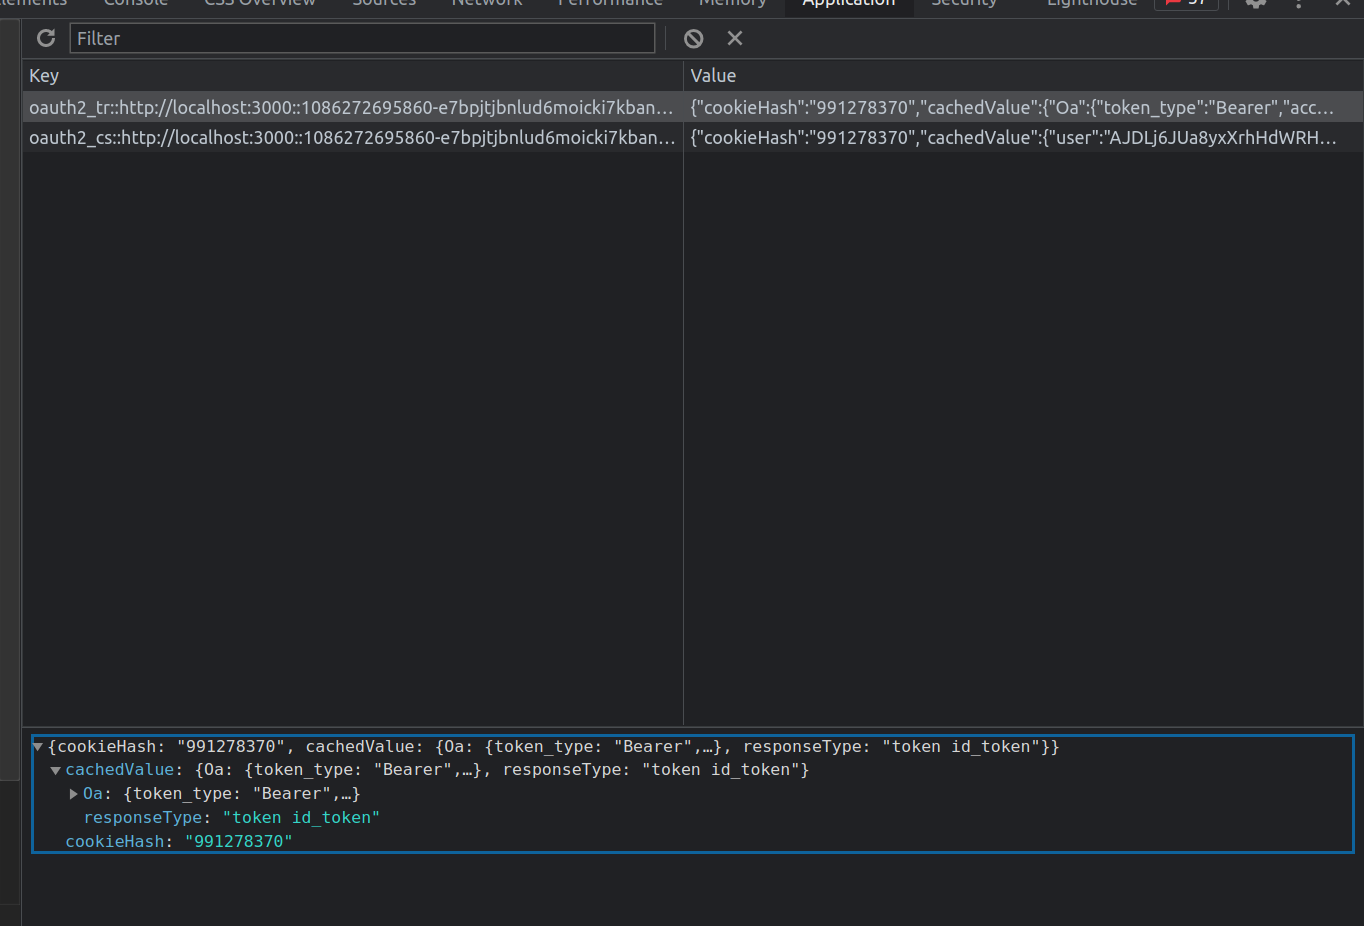 Elements Console CSS Overview Sources Network Performance Memory Application Security Lighthouse 37
Filter
Key Value
oauth2_tr::http://localhost:3000::1086272695860-e7bpjtjbnlud6moicki7kban… {"cookieHash":"991278370","cachedValue":{"Oa":{"token_type":"Bearer","acc…
oauth2_cs::http://localhost:3000::1086272695860-e7bpjtjbnlud6moicki7kban… {"cookieHash":"991278370","cachedValue":{"user":"AJDLj6JUa8yxXrhHdWRH…
{cookieHash: "991278370", cachedValue: {Oa: {token_type: "Bearer",…}, responseType: "token id_token"}}
cachedValue: {Oa: {token_type: "Bearer",…}, responseType: "token id_token"}
Oa: {token_type: "Bearer",…}
responseType: "token id_token"
cookieHash: "991278370"